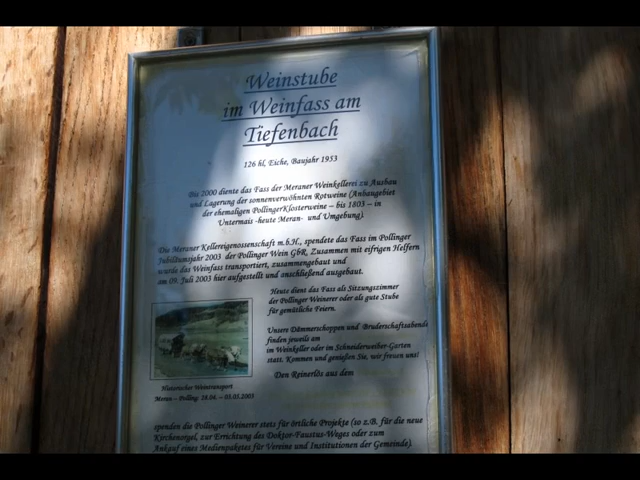 Weinstube
im Weinfass am
Tiefenbach
126 hl, Eiche, Baujahr 1953
Bis 2000 diente das Fass der Meraner Weinkellerei zu Ausbau
und Lagerung der sonnenverwöhnten Rotweine (Anbaugebiet
der ehemaligen PollingerKlosterweine – bis 1803 – in
Untermais -heute Meran- und Umgebung).
Die Meraner Kellereigenossenschaft m.b.H., spendete das Fass im Pollinger
Jubiläumsjahr 2003 der Pollinger Wein GbR. Zusammen mit eifrigen Helfern
wurde das Weinfass transportiert, zusammengebaut und
am 09. Juli 2003 hier aufgestellt und anschließend ausgebaut.
Heute dient das Fass als Sitzungszimmer
der Pollinger Weinerer oder als gute Stube
für gemütliche Feiern.
Unsere Dämmerschoppen und Bruderschaftsabende
finden jeweils am
im Weinkeller oder im Schneiderweiher-Garten
statt. Kommen und genießen Sie, wir freuen uns!
Den Reinerlös aus dem
Historischer Weintransport
Meran – Polling 28.04. – 03.05.2003
spenden die Pollinger Weinerer stets für örtliche Projekte (so z.B. für die neue
Kirchenorgel, zur Errichtung des Doktor-Faustus-Weges oder zum
Ankauf eines Medienpaketes für Vereine und Institutionen der Gemeinde).